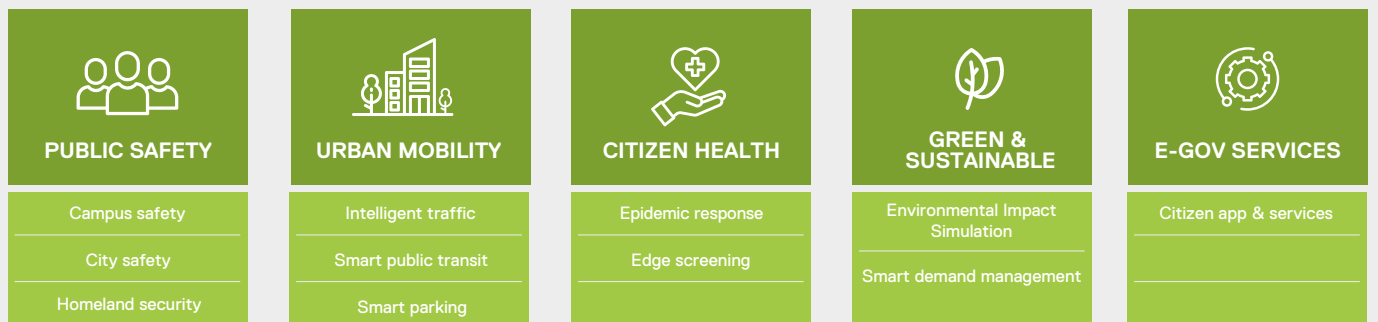 PUBLIC SAFETY
Campus safety
City safety
Homeland security
URBAN MOBILITY
Intelligent traffic
Smart public transit
Smart parking
CITIZEN HEALTH
Epidemic response
Edge screening
GREEN &
SUSTAINABLE
Environmental Impact
Simulation
Smart demand management
E-GOV SERVICES
Citizen app & services